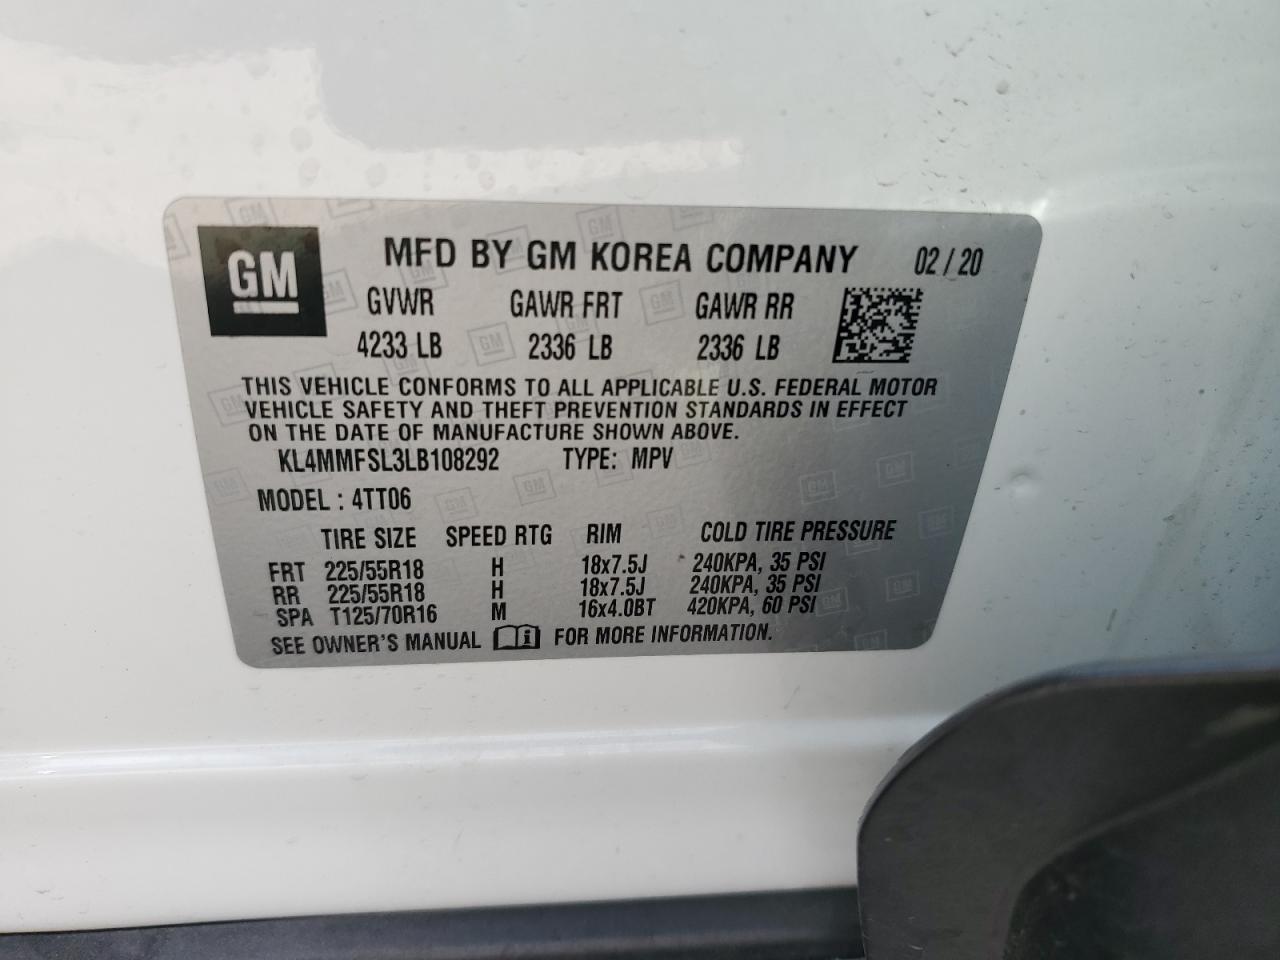 GM
MFD BY GM KOREA COMPANY 02 / 20
GVWR GAWR FRT GAWR RR
4233 LB 2336 LB 2336 LB
THIS VEHICLE CONFORMS TO ALL APPLICABLE U.S. FEDERAL MOTOR
VEHICLE SAFETY AND THEFT PREVENTION STANDARDS IN EFFECT
ON THE DATE OF MANUFACTURE SHOWN ABOVE.
KL4MMFSL3LB108292 TYPE: MPV
MODEL : 4TT06
TIRE SIZE SPEED RTG RIM COLD TIRE PRESSURE
FRT 225/55R18 H 18x7.5J 240KPA, 35 PSI
RR 225/55R18 H 18x7.5J 240KPA, 35 PSI
SPA T125/70R16 M 16x4.0BT 420KPA, 60 PSI
SEE OWNER'S MANUAL i FOR MORE INFORMATION.